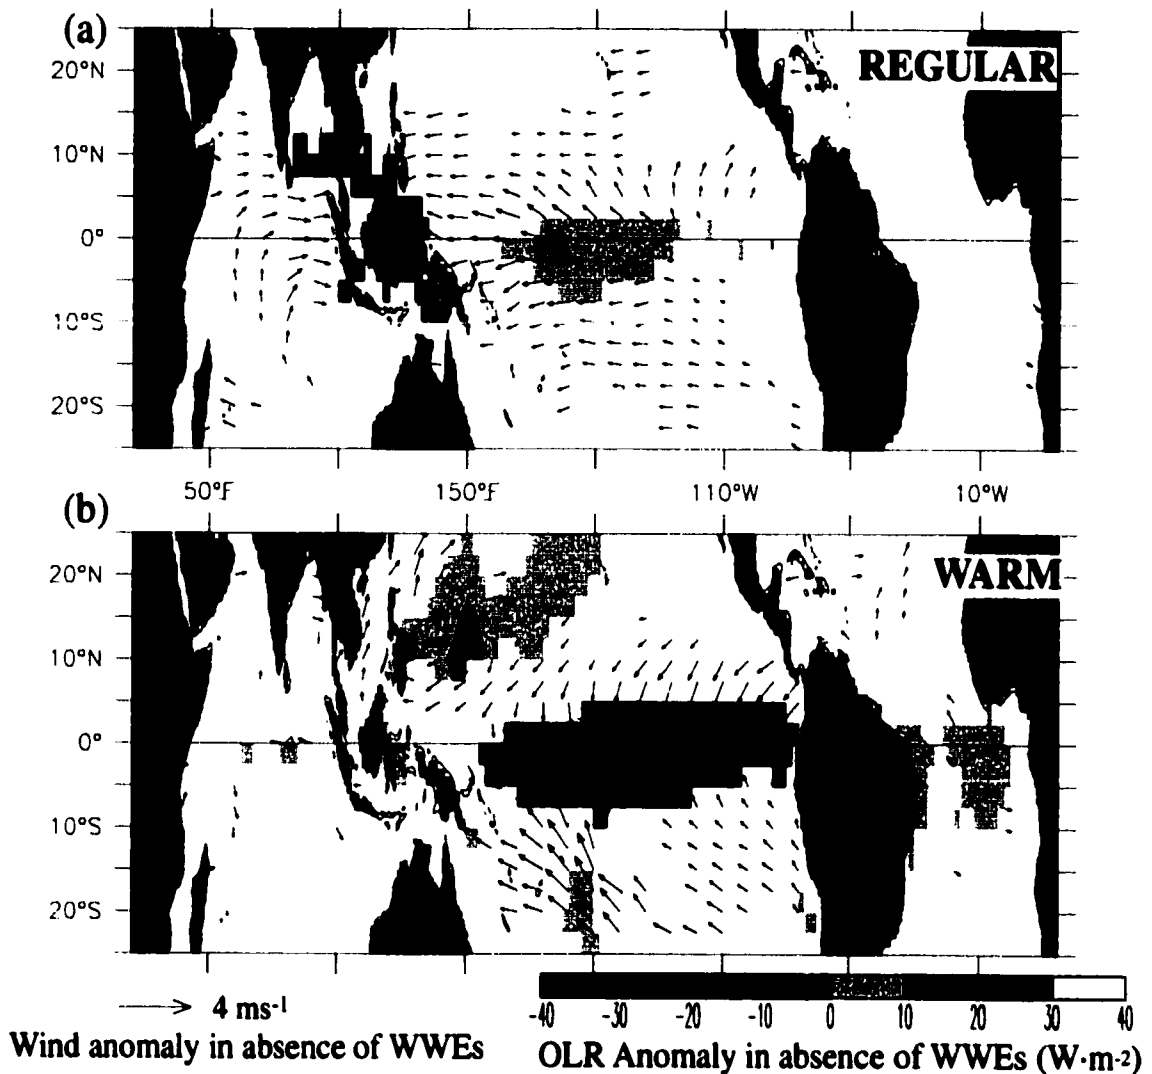 (a)
REGULAR
20°N
10°N
0°
10°S
20°S
50°E 150°E 110°W 10°W
(b)
WARM
20°N
10°N
0°
10°S
20°S
4 ms-1
-40 -30 -20 -10 0 10 20 30 40
Wind anomaly in absence of WWEs
OLR Anomaly in absence of WWEs (W·m-2)